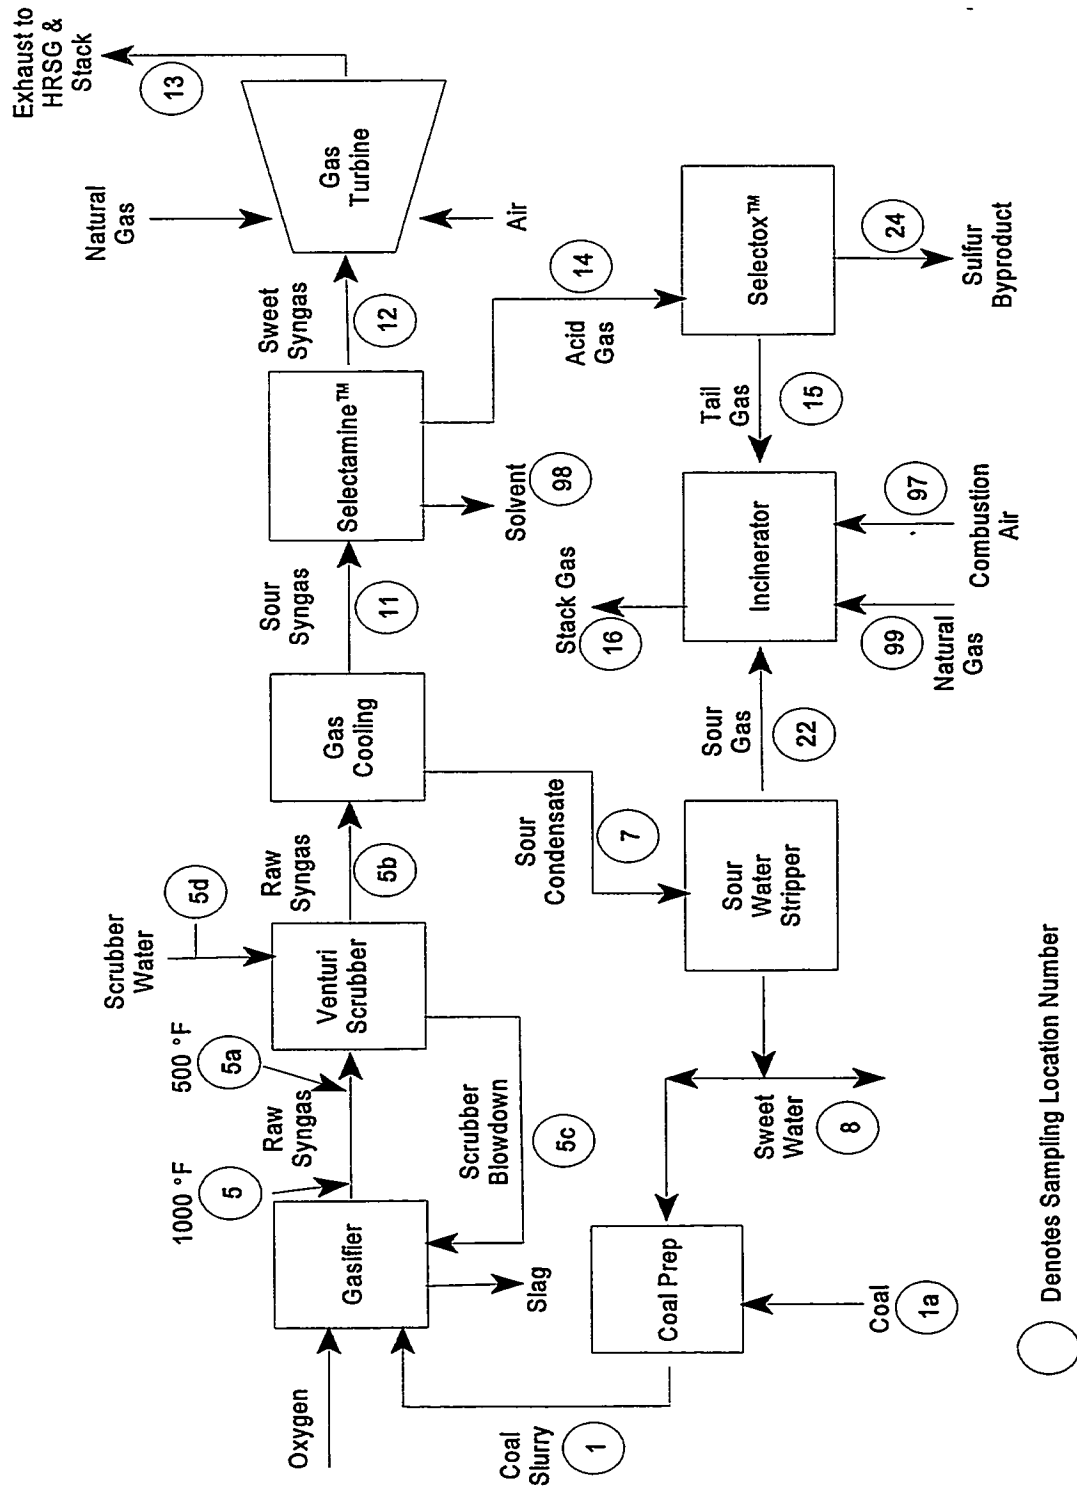 Exhaust to
HRSG &
Stack
13
Natural
Gas
Gas
Turbine
Air
Sweet
Syngas
12
Selectamine™
Solvent
98
Acid
Gas
14
Selectox™
24
Sulfur
Byproduct
Tail
Gas
15
Incinerator
97
Combustion
Air
99
Natural
Gas
Stack Gas
16
Sour
Gas
22
Sour
Syngas
11
Gas
Cooling
Sour
Condensate
7
Sour
Water
Stripper
Raw
Syngas
5b
Scrubber
Water
5d
Venturi
Scrubber
500 °F
5a
Raw
Syngas
1000 °F
5
Scrubber
Blowdown
5c
Sweet
Water
8
Gasifier
Slag
Oxygen
Coal
Slurry
1
Coal Prep
Coal
1a
Denotes Sampling Location Number